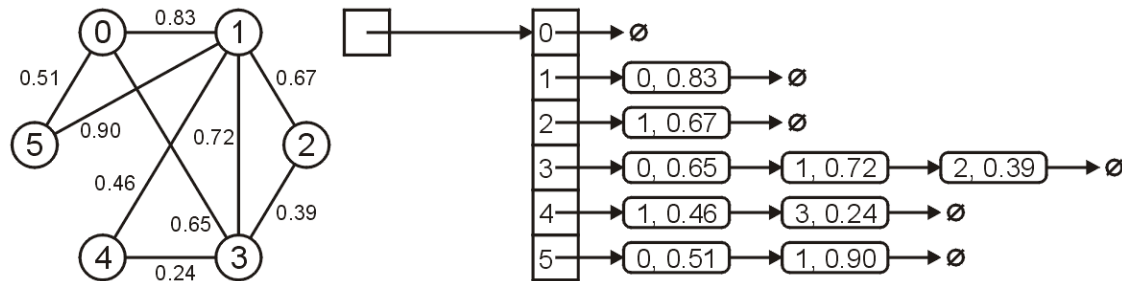 0 0.83 1
0.51 0.67
5 0.90 0.72 2
0.46 0.65 0.39
4 0.24 3
0 ∅
1 0, 0.83 ∅
2 1, 0.67 ∅
3 0, 0.65 1, 0.72 2, 0.39 ∅
4 1, 0.46 3, 0.24 ∅
5 0, 0.51 1, 0.90 ∅